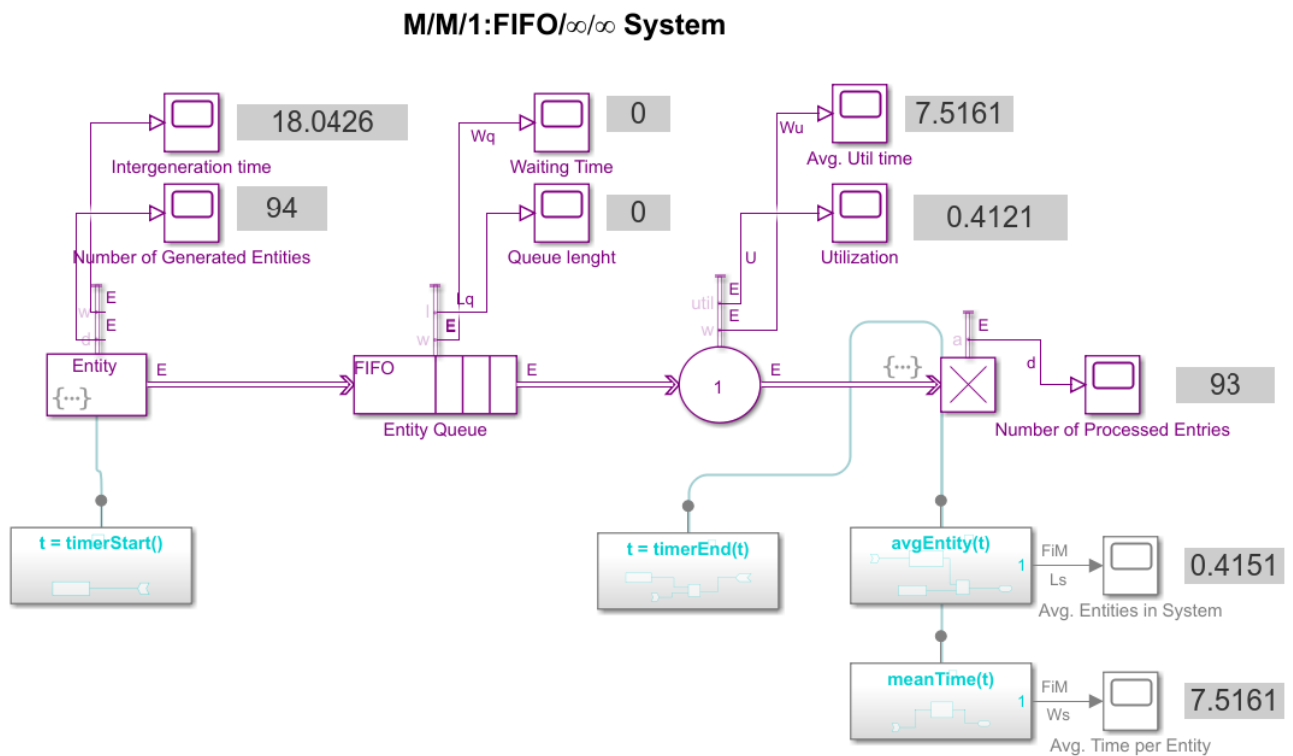 M/M/1:FIFO/∞/∞ System
18.0426
Intergeneration time
94
Number of Generated Entities
Wq
0
Waiting Time
0
Queue lenght
Lq
Wu
7.5161
Avg. Util time
0.4121
Utilization
U
w
E
d
E
l
w
E
util
E
w
E
a
E
d
Entity
{...}
E
FIFO
Entity Queue
E
1
E
{...}
93
Number of Processed Entries
t = timerStart()
t = timerEnd(t)
avgEntity(t)
1
FiM
Ls
0.4151
Avg. Entities in System
meanTime(t)
1
FiM
Ws
7.5161
Avg. Time per Entity